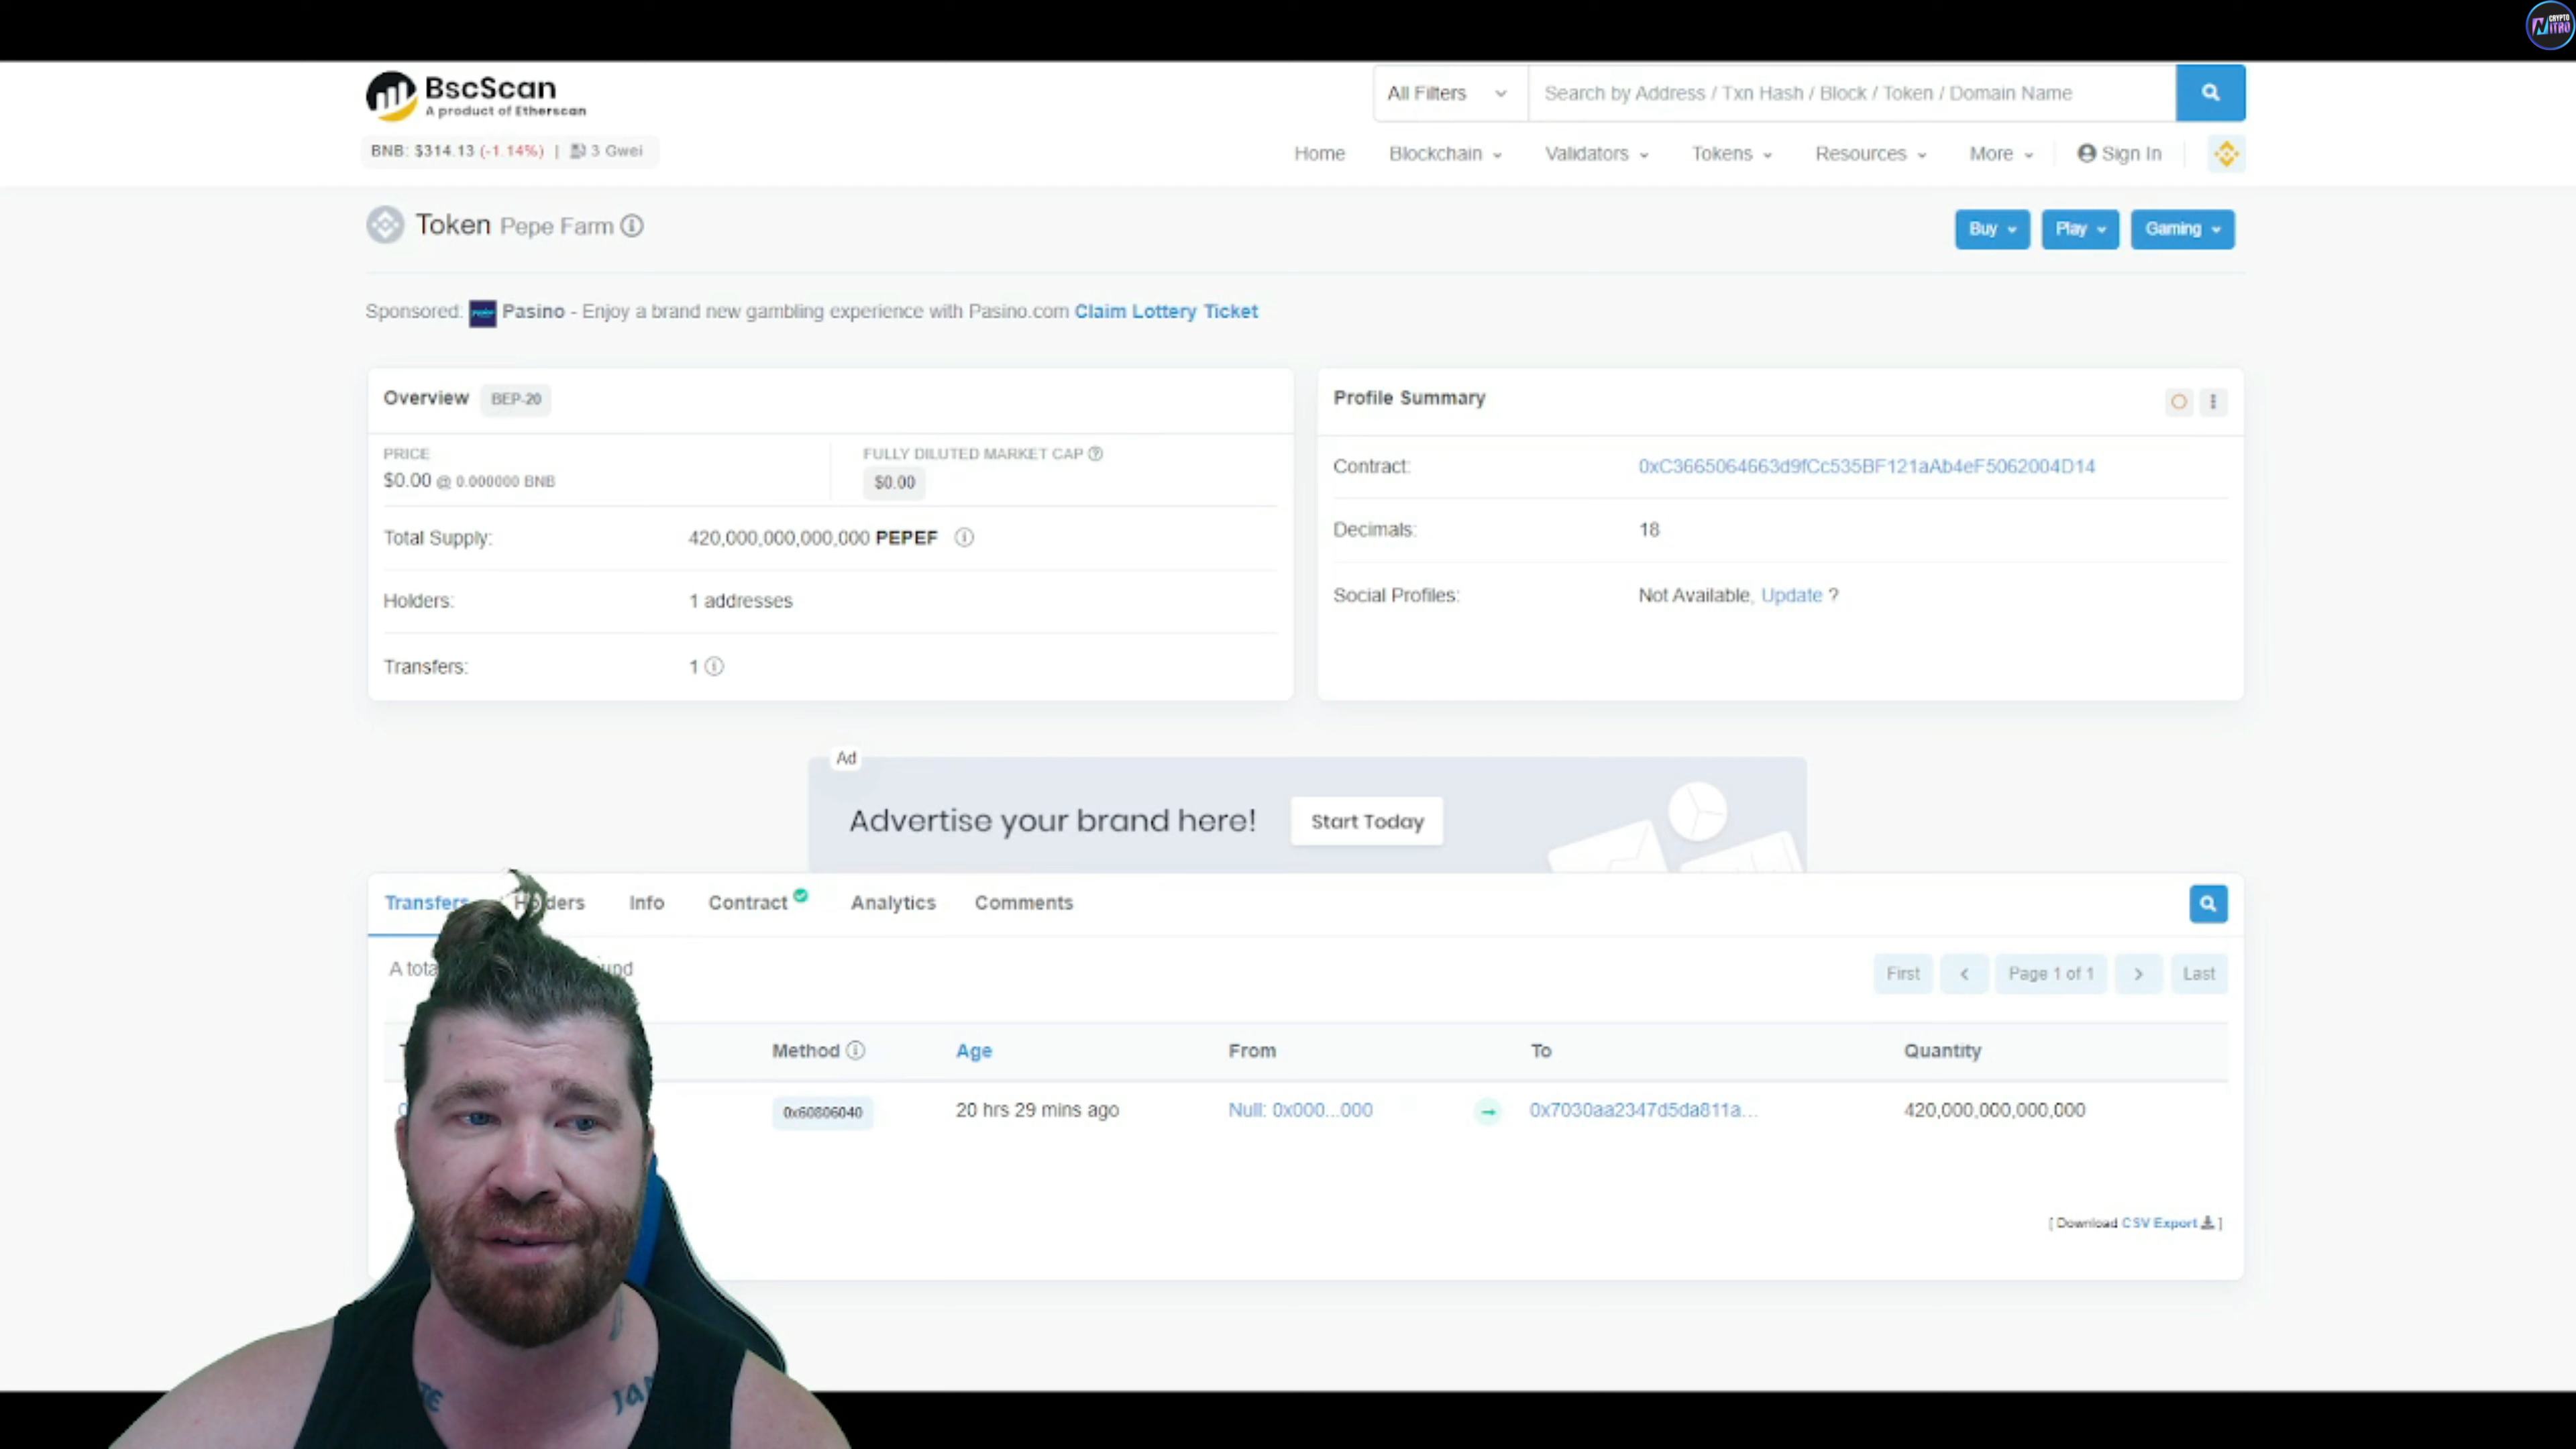 CRYPTO
NITRO
BscScan
A product of Etherscan
All Filters
Search by Address / Txn Hash / Block / Token / Domain Name
BNB: $314.13 (-1.14%) | 3 Gwei
Home Blockchain Validators Tokens Resources More Sign In
Token Pepe Farm
Buy Play Gaming
Sponsored: Pasino - Enjoy a brand new gambling experience with Pasino.com Claim Lottery Ticket
Overview BEP-20
PRICE
$0.00 @ 0.000000 BNB
FULLY DILUTED MARKET CAP
$0.00
Total Supply: 420,000,000,000,000 PEPEF
Holders: 1 addresses
Transfers: 1
Profile Summary
Contract: 0xC3665064663d9fCc535BF121aAb4eF5062004D14
Decimals: 18
Social Profiles: Not Available, Update ?
Ad
Advertise your brand here! Start Today
Transfers Holders Info Contract Analytics Comments
A
First Page 1 of 1 Last
Method Age From To Quantity
0x60806040 20 hrs 29 mins ago Null: 0x000...000 0x7030aa2347d5da811a... 420,000,000,000,000
[ Download CSV Export ]